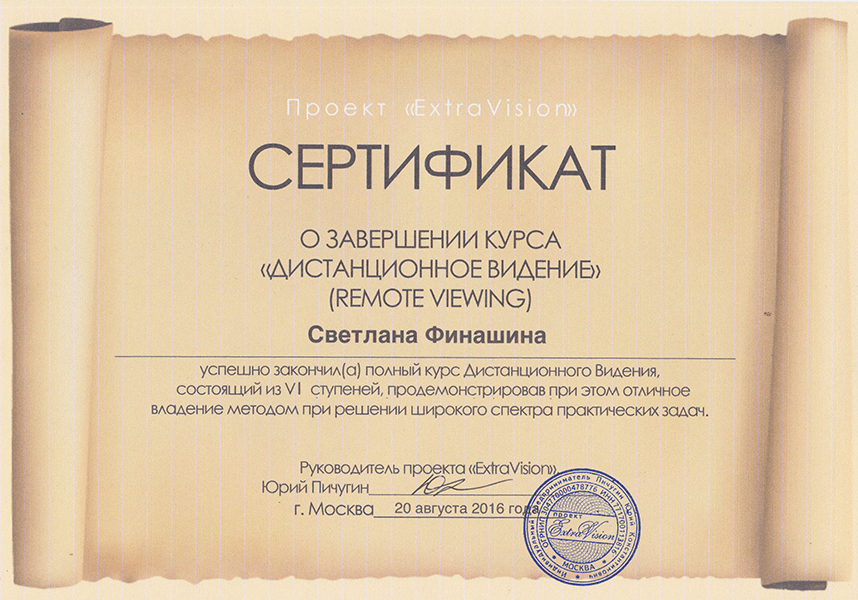 Проект «ExtraVision»
СЕРТИФИКАТ
О ЗАВЕРШЕНИИ КУРСА
«ДИСТАНЦИОННОЕ ВИДЕНИЕ»
(REMOTE VIEWING)
Светлана Финашина
успешно закончил(а) полный курс Дистанционного Видения,
состоящий из VI ступеней, продемонстрировав при этом отличное
владение методом при решении широкого спектра практических задач.
Руководитель проекта «ExtraVision»
Юрий Пичугин
г. Москва 20 августа 2016 года
Индивидуальный предприниматель Пичугин Юрий Константинович
проект
ExtraVision
МОСКВА